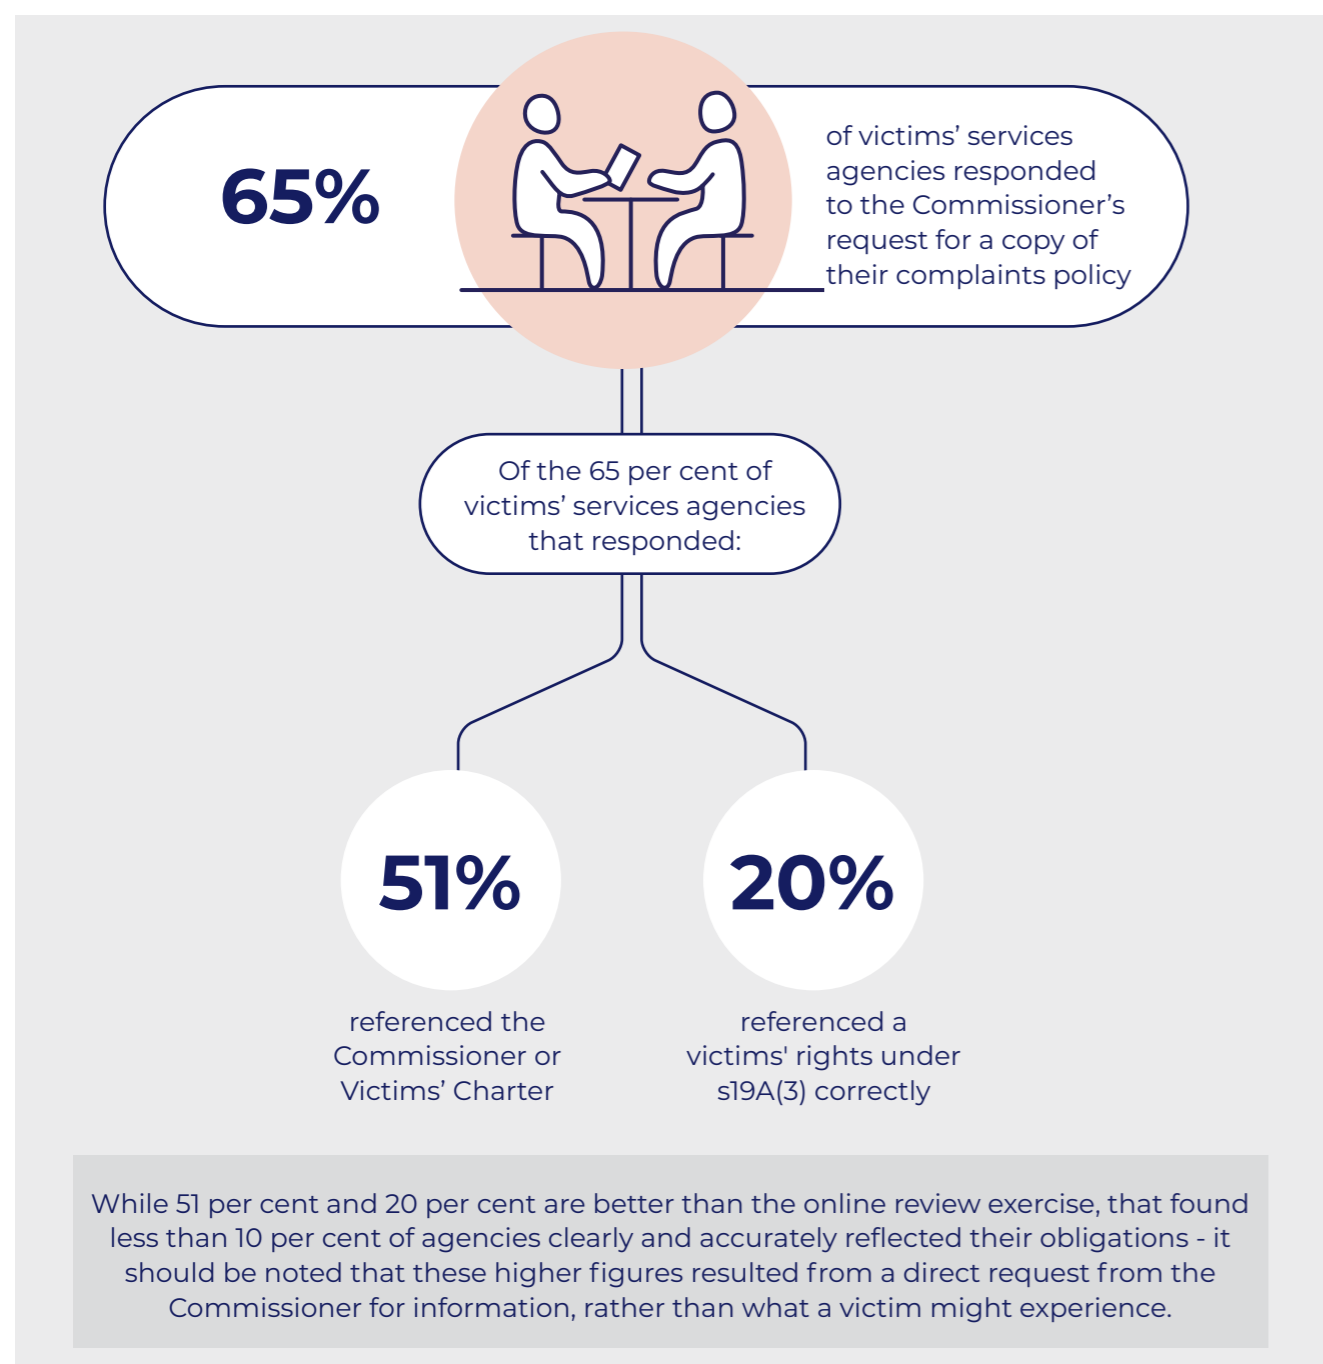 65%
of victims’ services
agencies responded
to the Commissioner’s
request for a copy of
their complaints policy
Of the 65 per cent of
victims’ services agencies
that responded:
51%
referenced the
Commissioner or
Victims’ Charter
20%
referenced a
victims' rights under
s19A(3) correctly
While 51 per cent and 20 per cent are better than the online review exercise, that found
less than 10 per cent of agencies clearly and accurately reflected their obligations - it
should be noted that these higher figures resulted from a direct request from the
Commissioner for information, rather than what a victim might experience.